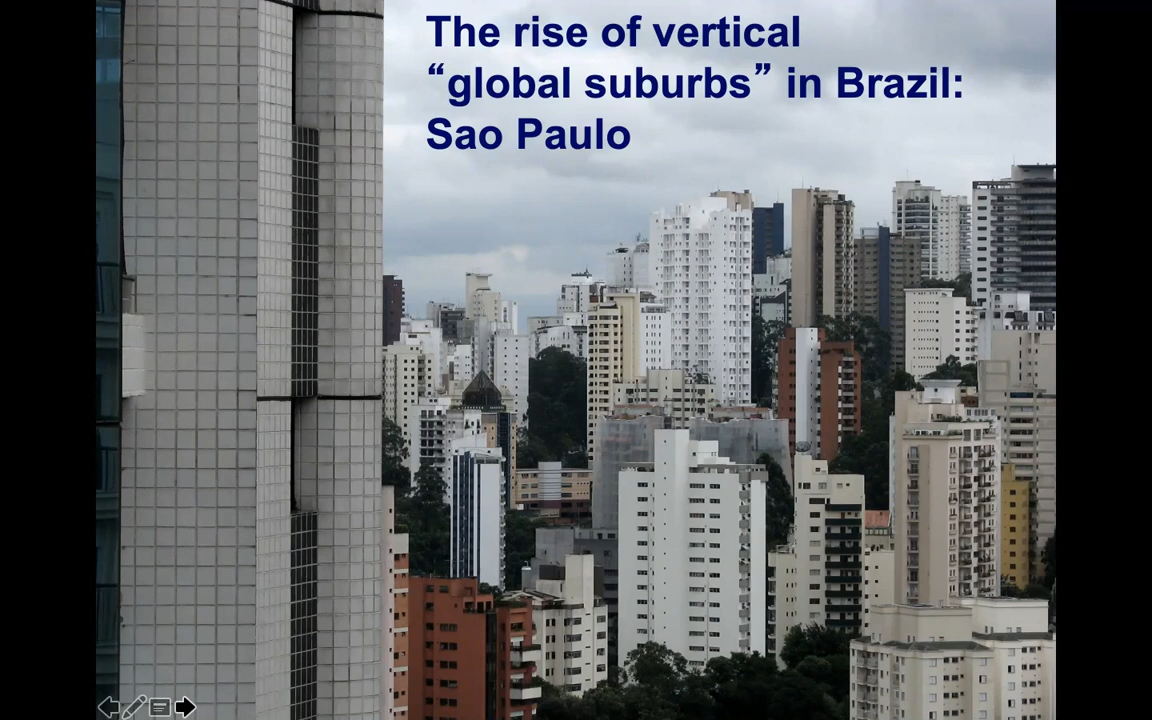 The rise of vertical
“global suburbs” in Brazil:
Sao Paulo